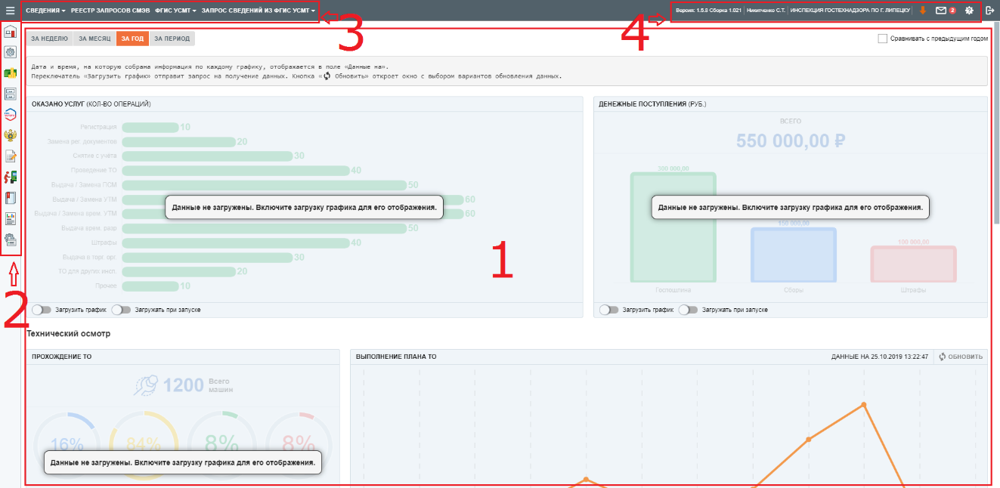 СВЕДЕНИЯ РЕЕСТР ЗАПРОСОВ СМЭВ ФГИС УСМТ ЗАПРОС СВЕДЕНИЙ ИЗ ФГИС УСМТ
3
4
Версия: 1.5.8 Сборка 1.021 Никитченко С.Т. ИНСПЕКЦИЯ ГОСТЕХНАДЗОРА ПО Г. ЛИПЕЦКУ 2
ЗА НЕДЕЛЮ ЗА МЕСЯЦ ЗА ГОД ЗА ПЕРИОД
Сравнивать с предыдущим годом
Дата и время, на которую собрана информация по каждому графику, отображается в поле «Данные на».
Переключатель «Загрузить график» отправит запрос на получение данных. Кнопка « Обновить» откроет окно с выбором вариантов обновления данных.
ОКАЗАНО УСЛУГ (КОЛ-ВО ОПЕРАЦИЙ)
Регистрация 10
Замена рег. документов 20
Снятие с учета 30
Проведение ТО 40
Выдача / Замена ПСМ 50
Выдача / Замена УТМ 60
Выдача / Замена врем. УТМ 60
Выдача врем. разр 50
Штрафы 40
Выдача в торг. орг. 30
ТО для других инсп. 20
Прочее 10
Данные не загружены. Включите загрузку графика для его отображения.
1
Загрузить график Загружать при запуске
ДЕНЕЖНЫЕ ПОСТУПЛЕНИЯ (РУБ.)
ВСЕГО
550 000,00 ₽
300 000,00
Данные не загружены. Включите загрузку графика для его отображения.
150 000,00
100 000,00
Госпошлина Сборы Штрафы
Загрузить график Загружать при запуске
2
Технический осмотр
ПРОХОЖДЕНИЕ ТО
1200 Всего
машин
16% 84% 8% 8%
Данные не загружены. Включите загрузку графика для его отображения.
ВЫПОЛНЕНИЕ ПЛАНА ТО
ДАННЫЕ НА 25.10.2019 13:22:47 ОБНОВИТЬ